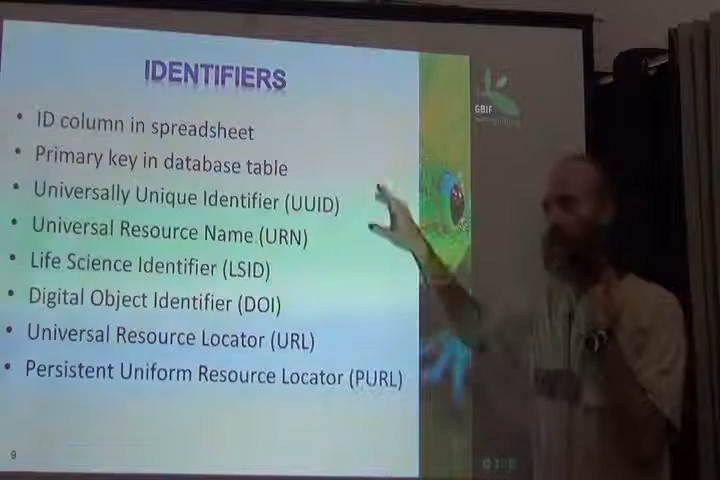 IDENTIFIERS
• ID column in spreadsheet
• Primary key in database table
• Universally Unique Identifier (UUID)
• Universal Resource Name (URN)
• Life Science Identifier (LSID)
• Digital Object Identifier (DOI)
• Universal Resource Locator (URL)
• Persistent Uniform Resource Locator (PURL)
9
GBIF